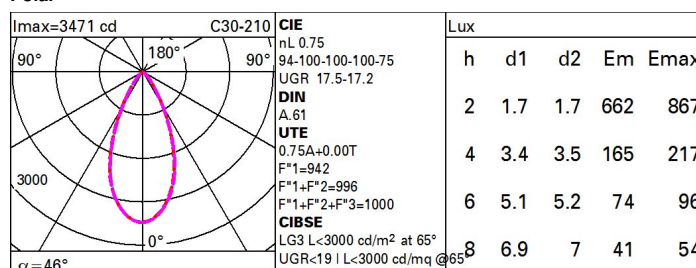 Imax=3471 cd C30-210
90° 180° 90°
3000
0°
α=46°
CIE
nL 0.75
94-100-100-100-75
UGR 17.5-17.2
DIN
A.61
UTE
0.75A+0.00T
F"1=942
F"1+F"2=996
F"1+F"2+F"3=1000
CIBSE
LG3 L<3000 cd/m² at 65°
UGR<19 | L<3000 cd/mq @65°
Lux
h d1 d2 Em Emax
2 1.7 1.7 662 867
4 3.4 3.5 165 217
6 5.1 5.2 74 96
8 6.9 7 41 54